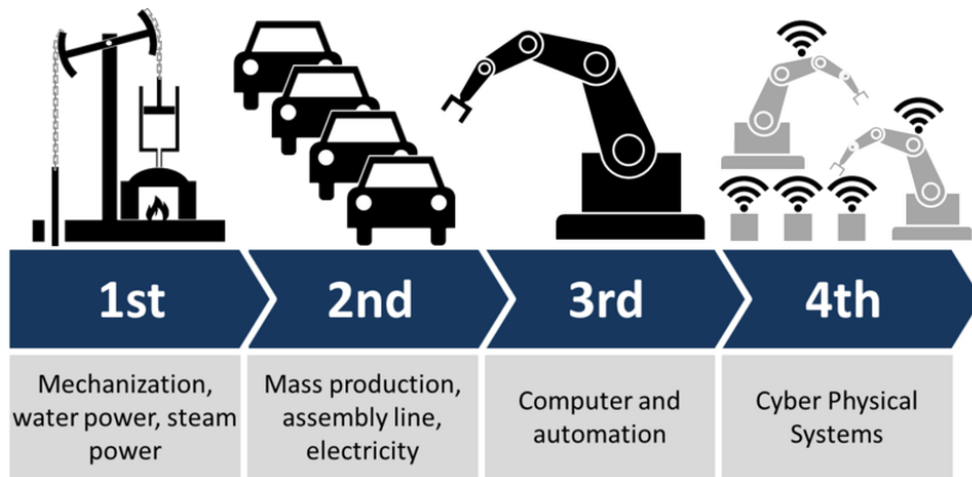 1st
2nd
3rd
4th
Mechanization,
water power, steam
power
Mass production,
assembly line,
electricity
Computer and
automation
Cyber Physical
Systems